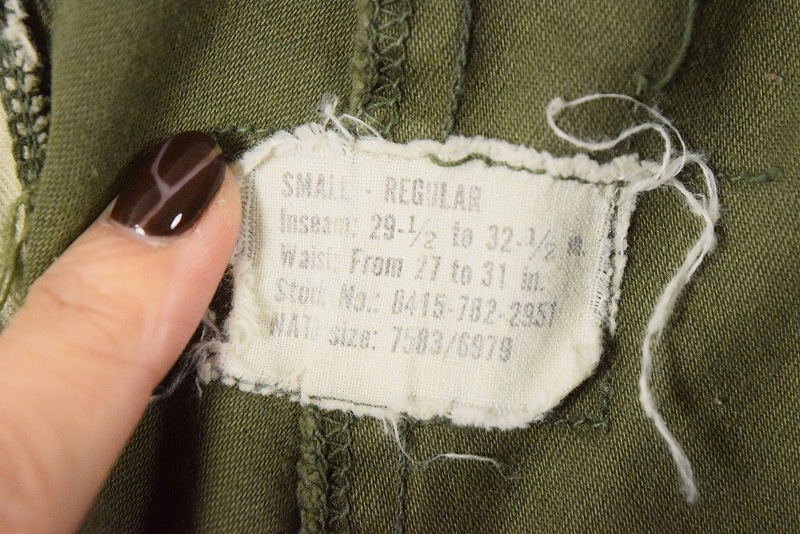 SMALL - REGULAR
Inseam: 29-1/2 to 32-1/2 in.
Waist: From 27 to 31 in.
Stock No.: 8415-782-2951
NATO size: 7583/6979